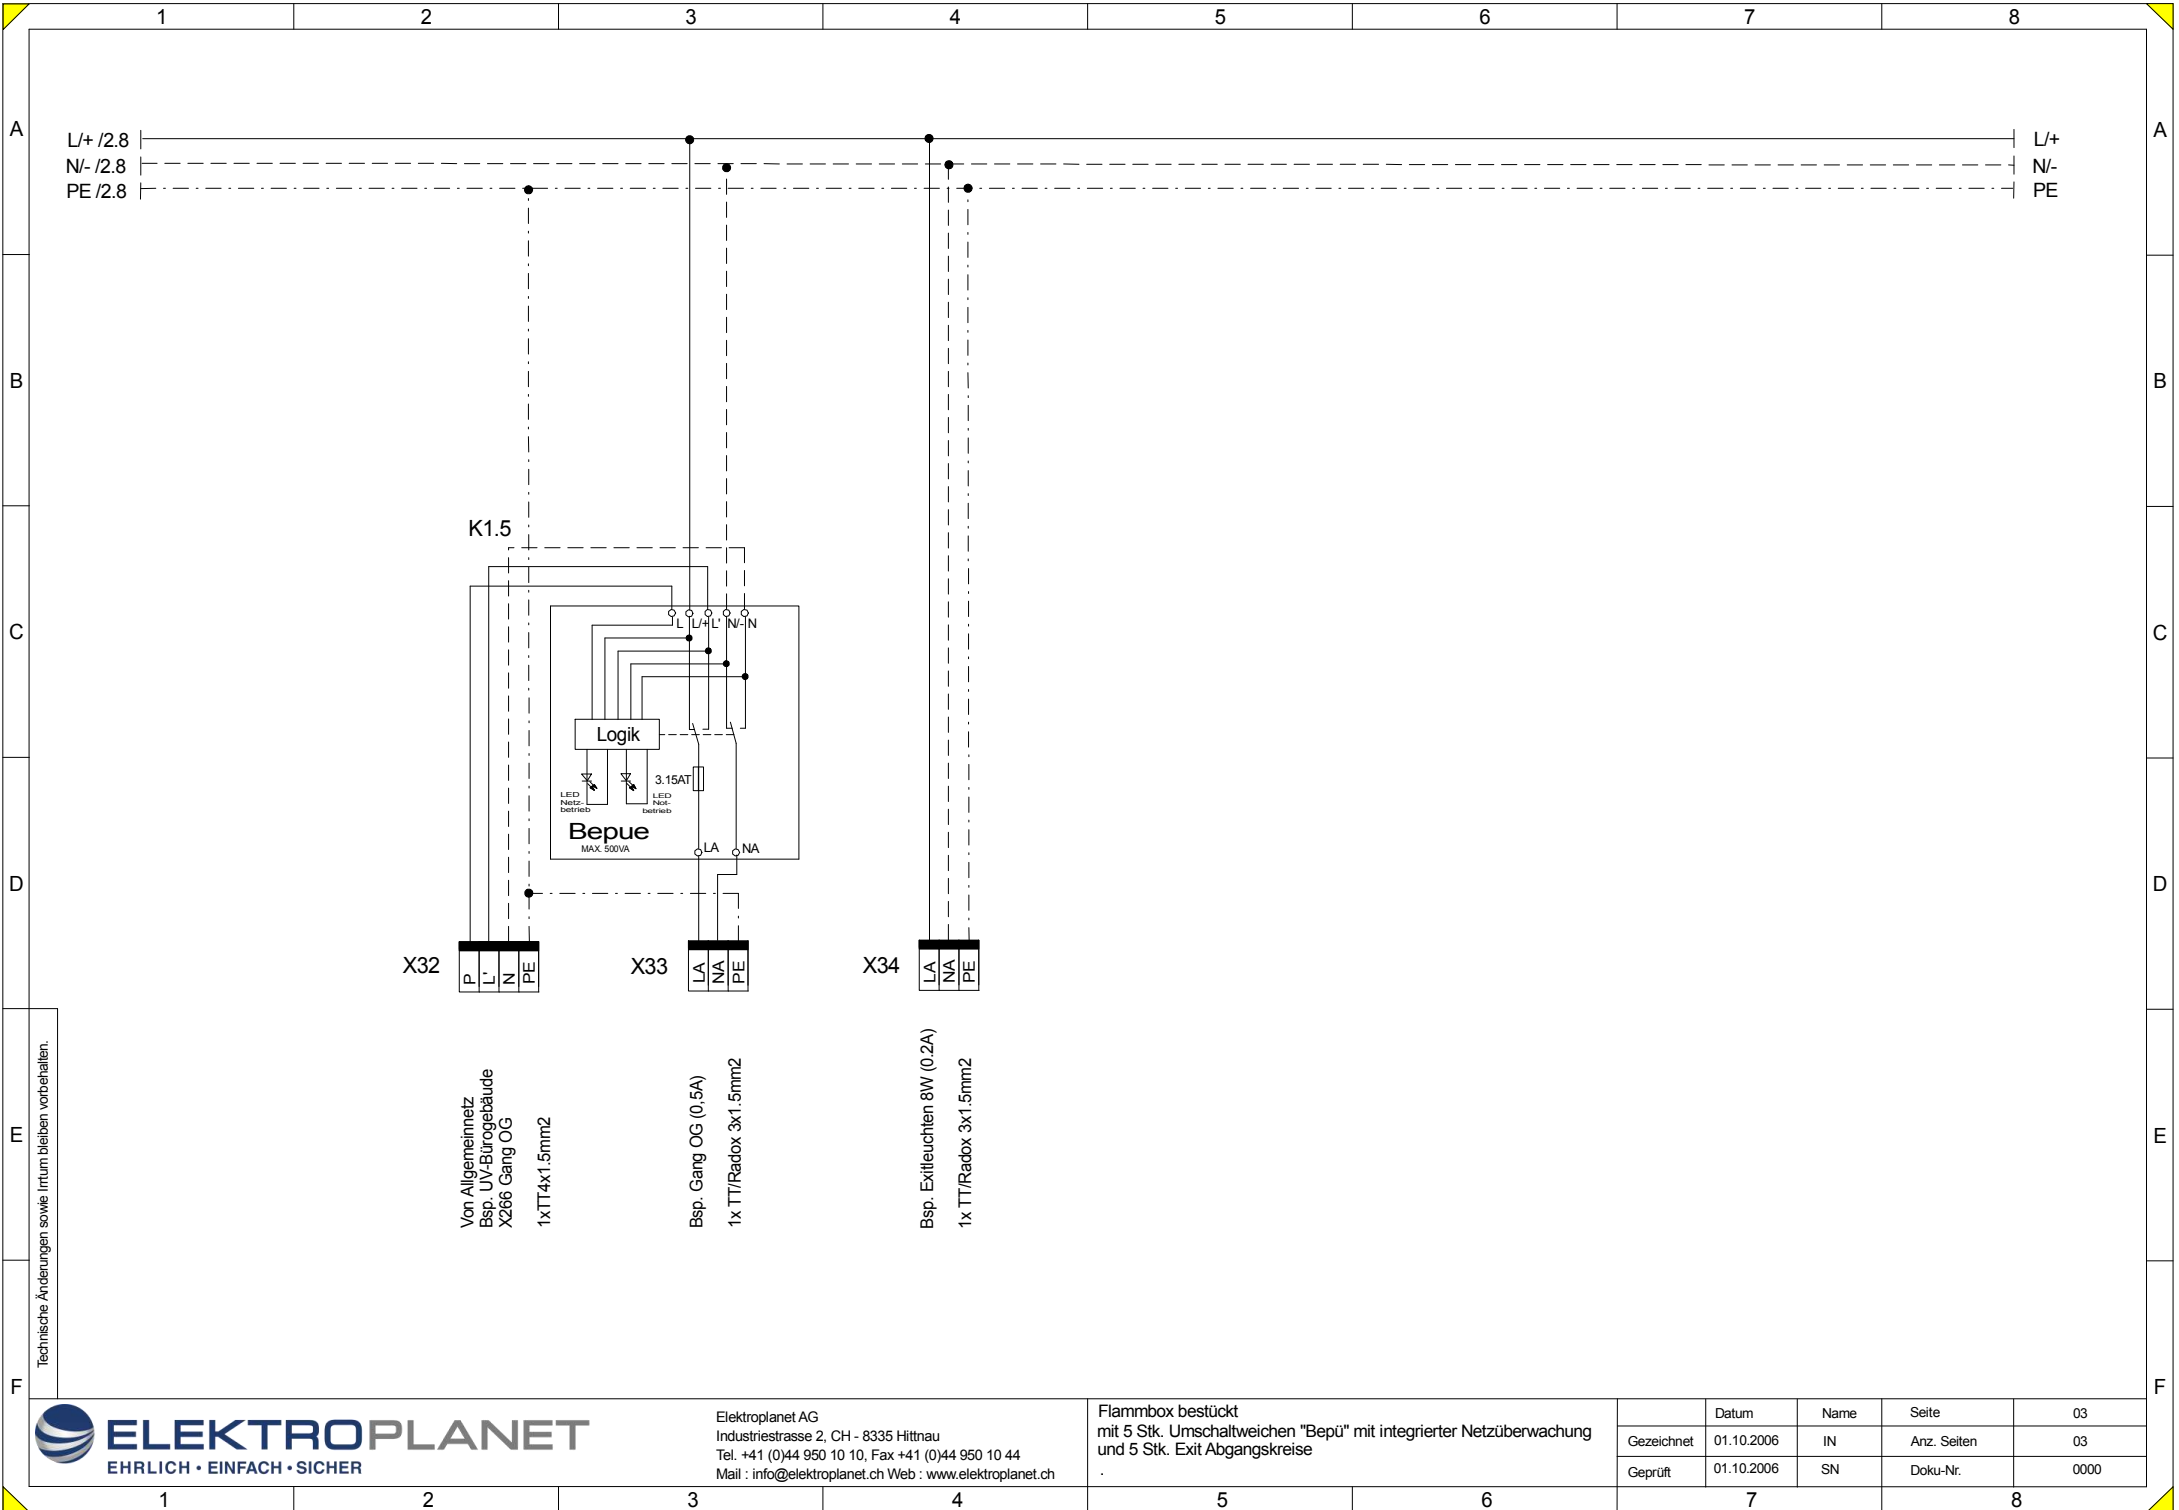 1 2 3 4 5 6 7 8
A A
L/+ /2.8 L/+
N/- /2.8 N/-
PE /2.8 PE
B B
K1.5
C C
L L/+ L' N/- N
Logik
3.15AT
LED
Netz-
betrieb
LED
Not-
betrieb
Bepue
MAX. 500VA
LA NA
D D
X32 P L' N PE
X33 LA NA PE
X34 LA NA PE
Von Allgemeinnetz
Bsp. UV-Bürogebäude
X266 Gang OG
1xTT4x1.5mm2
Bsp. Gang OG (0,5A)
1x TT/Radox 3x1.5mm2
Bsp. Exitleuchten 8W (0.2A)
1x TT/Radox 3x1.5mm2
E E
Technische Änderungen sowie Irrtum bleiben vorbehalten.
F F
ELEKTROPLANET
EHRLICH • EINFACH • SICHER
Elektroplanet AG
Industriestrasse 2, CH - 8335 Hittnau
Tel. +41 (0)44 950 10 10, Fax +41 (0)44 950 10 44
Mail : info@elektroplanet.ch Web : www.elektroplanet.ch
Flammbox bestückt
mit 5 Stk. Umschaltweichen "Bepü" mit integrierter Netzüberwachung
und 5 Stk. Exit Abgangskreise
.
Datum Name Seite 03
Gezeichnet 01.10.2006 IN Anz. Seiten 03
Geprüft 01.10.2006 SN Doku-Nr. 0000
1 2 3 4 5 6 7 8